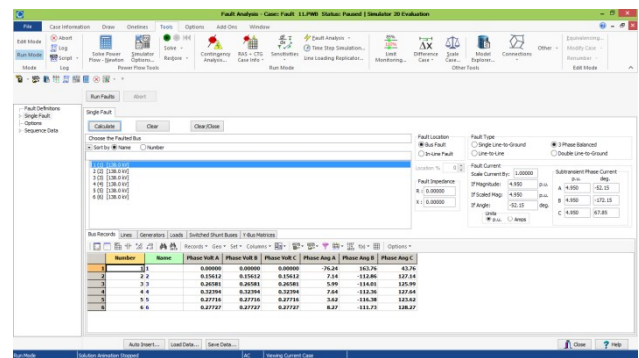 Fault Analysis - Case: Fault 11.PWB Status: Paused | Simulator 20 Evaluation
File Case Information Draw Onelines Tools Options Add Ons Window
Edit Mode
Run Mode
Mode
Abort
Log
Script
Log
Solve Power Flow - Newton
Simulator Options...
Solve
Restore
Power Flow Tools
Contingency Analysis...
RAS + CTG Case Info
Sensitivities
Fault Analysis
Time Step Simulation...
Line Loading Replicator...
Run Mode
Limit Monitoring...
Difference Case
Scale Case
Model Explorer...
Connections
Other
Other Tools
Equivalencing...
Modify Case
Renumber
Edit Mode
Run Faults Abort
Fault Definitions
Single Fault
Options
Sequence Data
Single Fault
Calculate Clear Clear/Close
Choose the Faulted Bus
Sort by Name Number
1 (1) [138.0 kV]
2 (2) [138.0 kV]
3 (3) [138.0 kV]
4 (4) [138.0 kV]
5 (5) [138.0 kV]
6 (6) [138.0 kV]
Fault Location
Bus Fault
In-Line Fault
Location % 0
Fault Impedance
R : 0.00000
X : 0.00000
Fault Type
Single Line-to-Ground 3 Phase Balanced
Line-to-Line Double Line-to-Ground
Fault Current
Scale Current By: 1.00000
If Magnitude: 4.950 p.u.
If Scaled Mag: 4.950 p.u.
If Angle: -52.15 deg.
Units
p.u. Amps
Subtransient Phase Current
p.u. deg.
A 4.950 -52.15
B 4.950 -172.15
C 4.950 67.85
Bus Records Lines Generators Loads Switched Shunt Buses Y-Bus Matrices
Records Geo Set Columns Options
Number Name Phase Volt A Phase Volt B Phase Volt C Phase Ang A Phase Ang B Phase Ang C
1 1 1 0.00000 0.00000 0.00000 -76.24 163.76 43.76
2 2 2 0.15612 0.15612 0.15612 7.14 -112.86 127.14
3 3 3 0.26581 0.26581 0.26581 5.99 -114.01 125.99
4 4 4 0.32394 0.32394 0.32394 7.64 -112.36 127.64
5 5 5 0.27716 0.27716 0.27716 3.62 -116.38 123.62
6 6 6 0.27727 0.27727 0.27727 8.27 -111.73 128.27
Auto Insert... Load Data... Save Data... Close Help
Run Mode Solution Animation Stopped AC Viewing Current Case